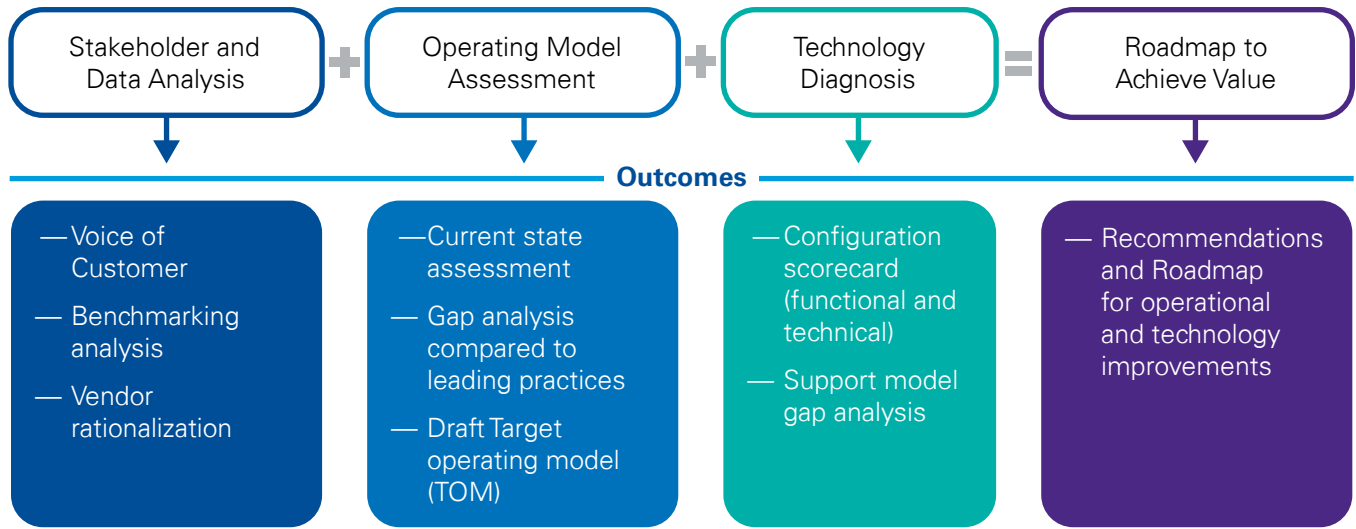 Stakeholder and
Data Analysis
+
Operating Model
Assessment
+
Technology
Diagnosis
=
Roadmap to
Achieve Value
Outcomes
— Voice of
Customer
— Benchmarking
analysis
— Vendor
rationalization
— Current state
assessment
— Gap analysis
compared to
leading practices
— Draft Target
operating model
(TOM)
— Configuration
scorecard
(functional and
technical)
— Support model
gap analysis
— Recommendations
and Roadmap
for operational
and technology
improvements